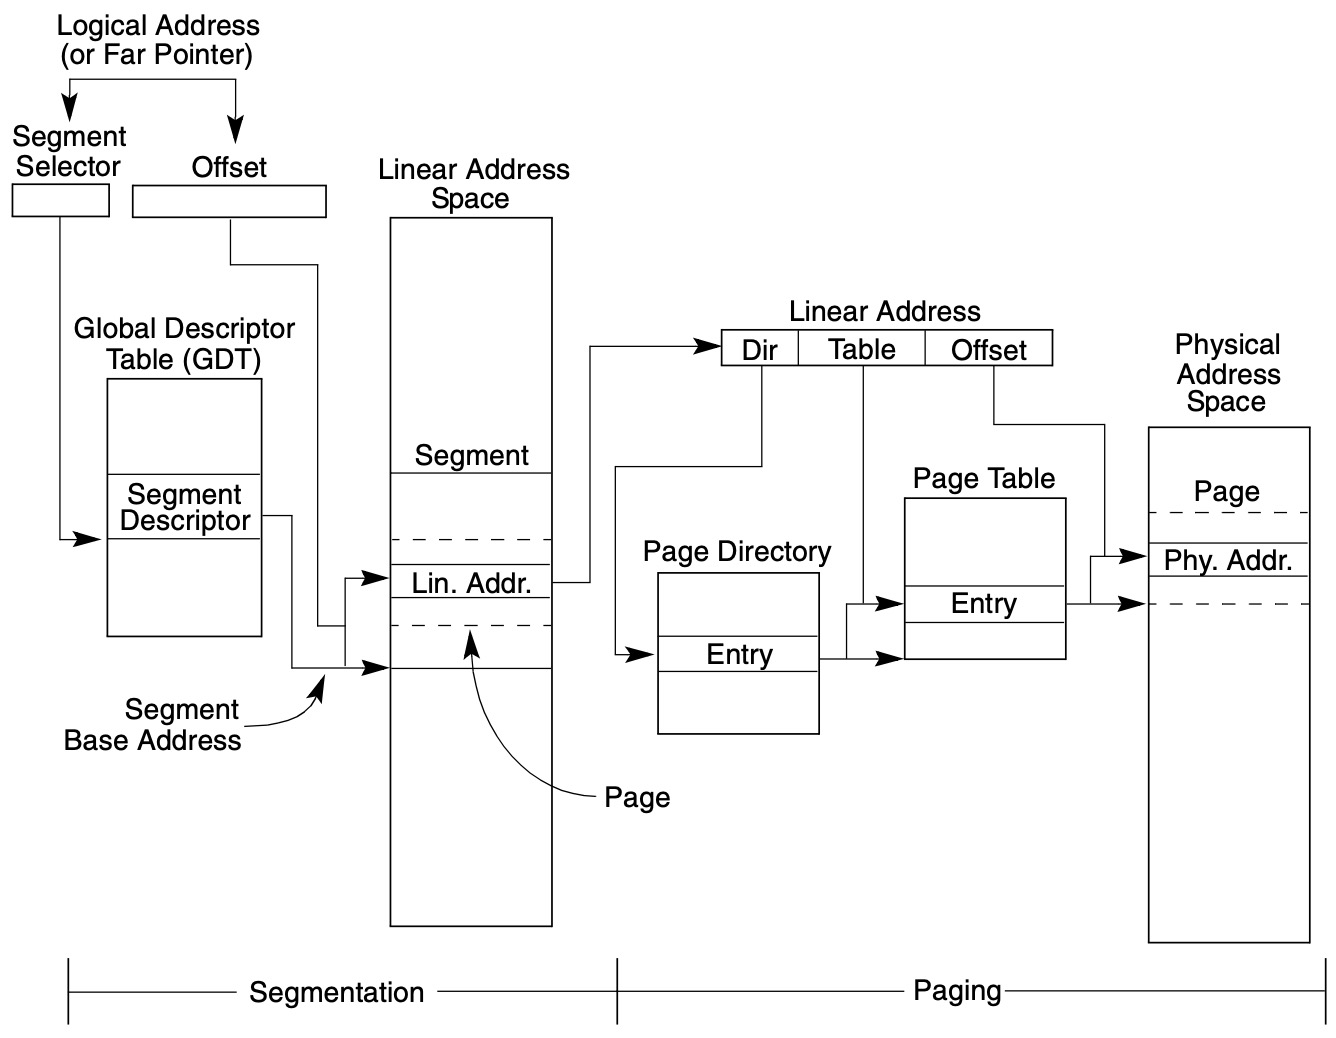 Logical Address
(or Far Pointer)
Segment
Selector
Offset
Linear Address
Space
Global Descriptor
Table (GDT)
Segment
Descriptor
Segment
Lin. Addr.
Segment
Base Address
Page
Linear Address
Dir
Table
Offset
Page Directory
Entry
Page Table
Entry
Physical
Address
Space
Page
Phy. Addr.
Segmentation
Paging